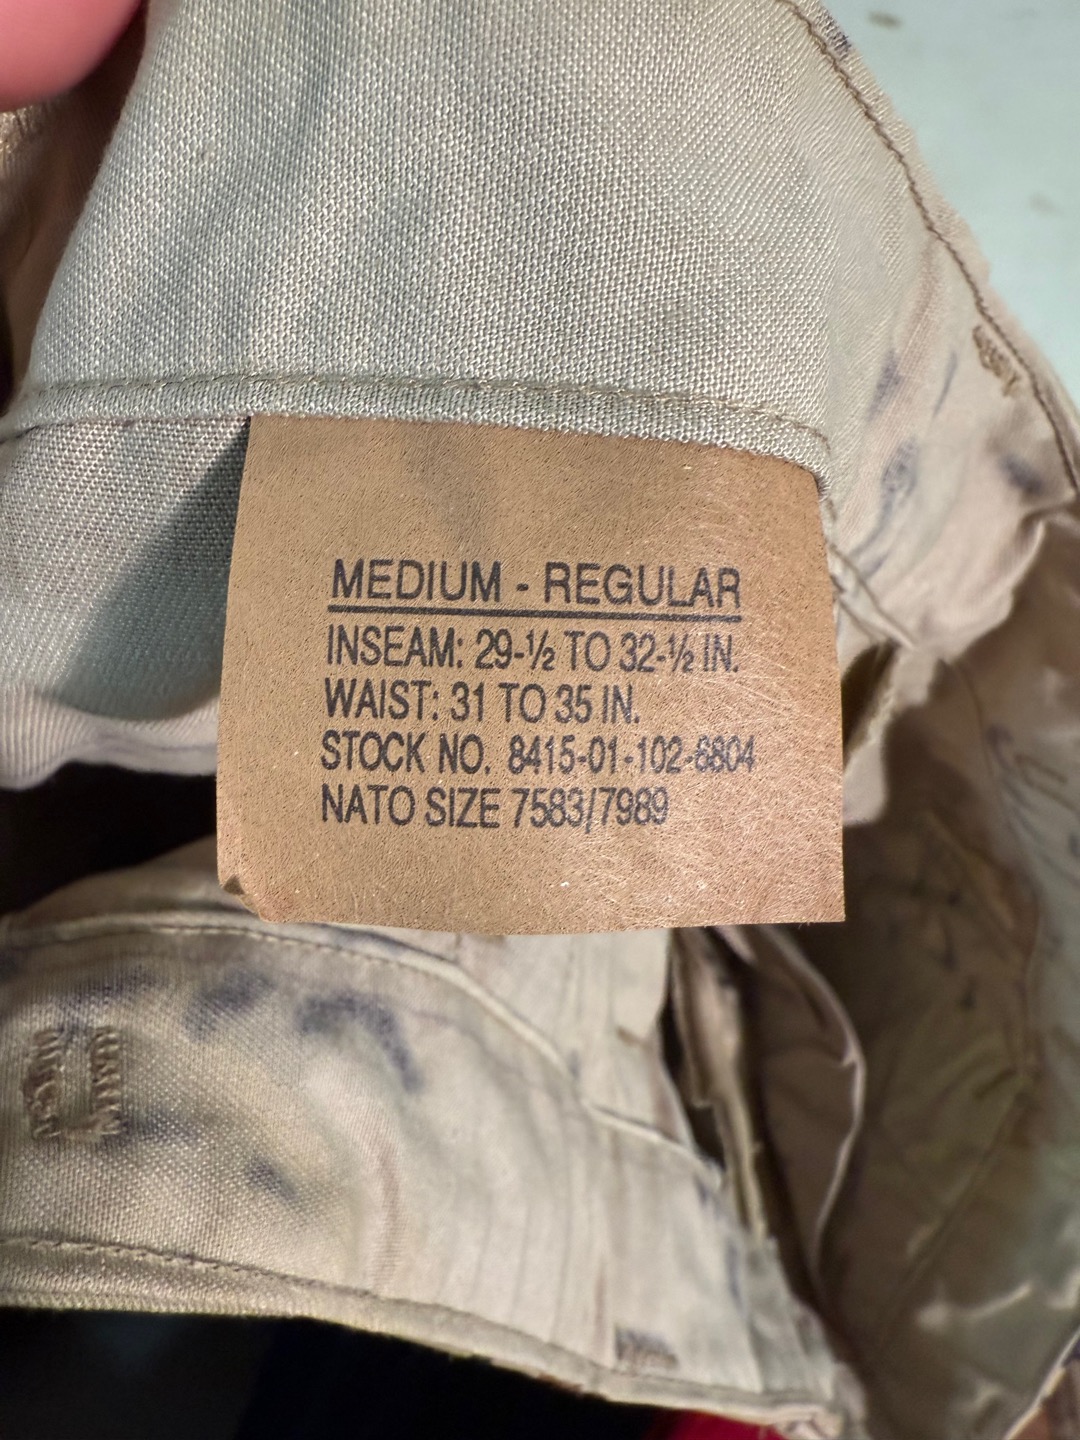 MEDIUM - REGULAR
INSEAM: 29-½ TO 32-½ IN.
WAIST: 31 TO 35 IN.
STOCK NO. 8415-01-102-6804
NATO SIZE 7583/7989